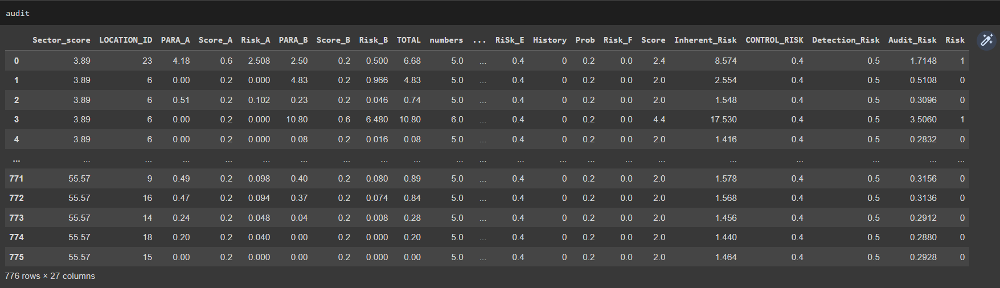 audit
Sector_score LOCATION_ID PARA_A Score_A Risk_A PARA_B Score_B Risk_B TOTAL numbers ... RiSk_E History Prob Risk_F Score Inherent_Risk CONTROL_RISK Detection_Risk Audit_Risk Risk
0 3.89 23 4.18 0.6 2.508 2.50 0.2 0.500 6.68 5.0 ... 0.4 0 0.2 0.0 2.4 8.574 0.4 0.5 1.7148 1
1 3.89 6 0.00 0.2 0.000 4.83 0.2 0.966 4.83 5.0 ... 0.4 0 0.2 0.0 2.0 2.554 0.4 0.5 0.5108 0
2 3.89 6 0.51 0.2 0.102 0.23 0.2 0.046 0.74 5.0 ... 0.4 0 0.2 0.0 2.0 1.548 0.4 0.5 0.3096 0
3 3.89 6 0.00 0.2 0.000 10.80 0.6 6.480 10.80 6.0 ... 0.4 0 0.2 0.0 4.4 17.530 0.4 0.5 3.5060 1
4 3.89 6 0.00 0.2 0.000 0.08 0.2 0.016 0.08 5.0 ... 0.4 0 0.2 0.0 2.0 1.416 0.4 0.5 0.2832 0
... ... ... ... ... ... ... ... ... ... ... ... ... ... ... ... ... ... ... ... ... ...
771 55.57 9 0.49 0.2 0.098 0.40 0.2 0.080 0.89 5.0 ... 0.4 0 0.2 0.0 2.0 1.578 0.4 0.5 0.3156 0
772 55.57 16 0.47 0.2 0.094 0.37 0.2 0.074 0.84 5.0 ... 0.4 0 0.2 0.0 2.0 1.568 0.4 0.5 0.3136 0
773 55.57 14 0.24 0.2 0.048 0.04 0.2 0.008 0.28 5.0 ... 0.4 0 0.2 0.0 2.0 1.456 0.4 0.5 0.2912 0
774 55.57 18 0.20 0.2 0.040 0.00 0.2 0.000 0.20 5.0 ... 0.4 0 0.2 0.0 2.0 1.440 0.4 0.5 0.2880 0
775 55.57 15 0.00 0.2 0.000 0.00 0.2 0.000 0.00 5.0 ... 0.4 0 0.2 0.0 2.0 1.464 0.4 0.5 0.2928 0
776 rows × 27 columns